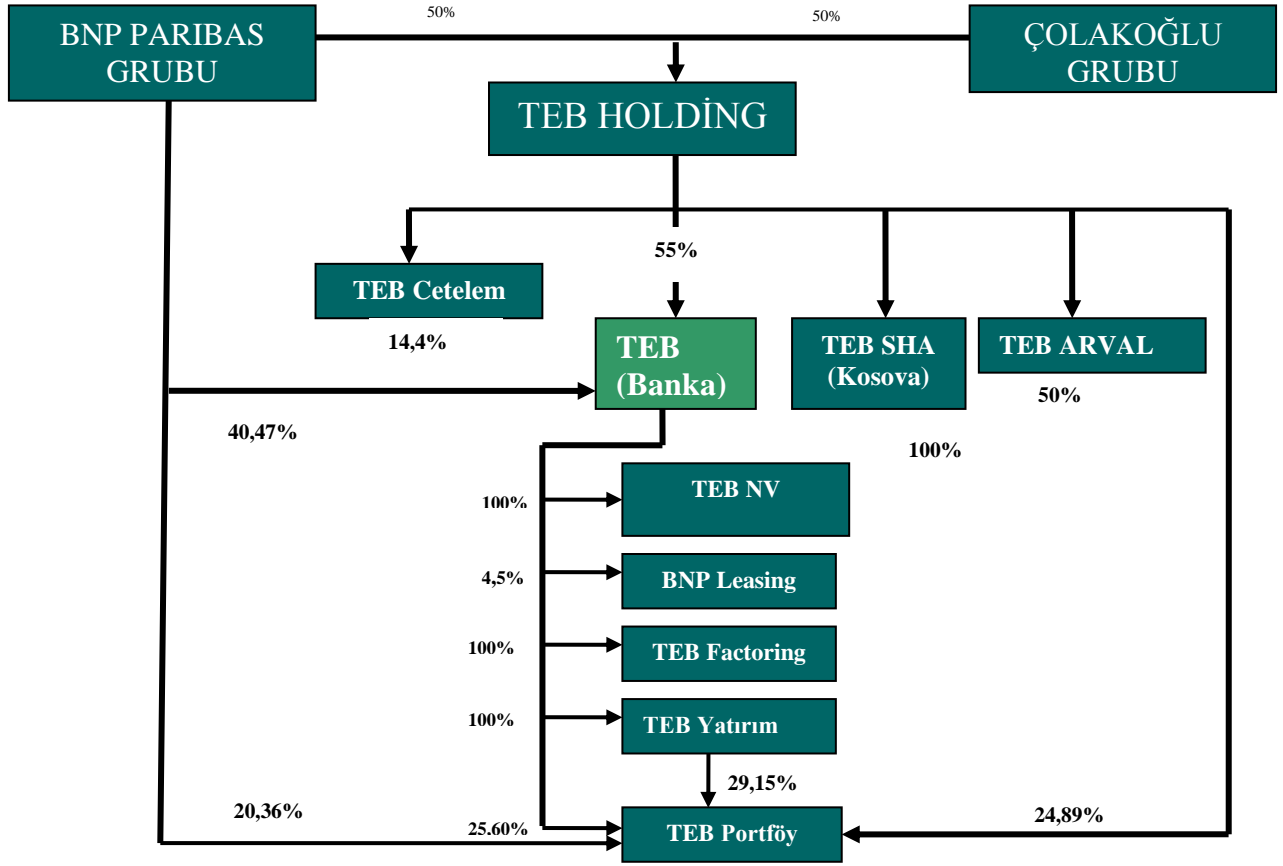 50%
50%
BNP PARIBAS
GRUBU
ÇOLAKOĞLU
GRUBU
TEB HOLDİNG
55%
TEB Cetelem
14,4%
TEB
(Banka)
TEB SHA
(Kosova)
TEB ARVAL
50%
40,47%
100%
TEB NV
100%
BNP Leasing
4,5%
TEB Factoring
100%
TEB Yatırım
100%
29,15%
20,36%
25.60%
TEB Portföy
24,89%